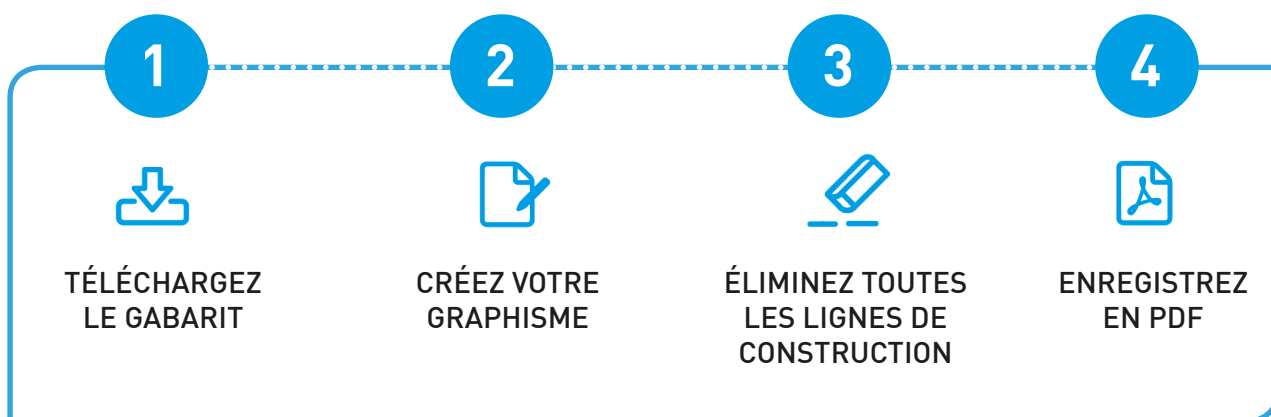 1
2
3
4
TÉLÉCHARGEZ
LE GABARIT
CRÉEZ VOTRE
GRAPHISME
ÉLIMINEZ TOUTES
LES LIGNES DE
CONSTRUCTION
ENREGISTREZ
EN PDF